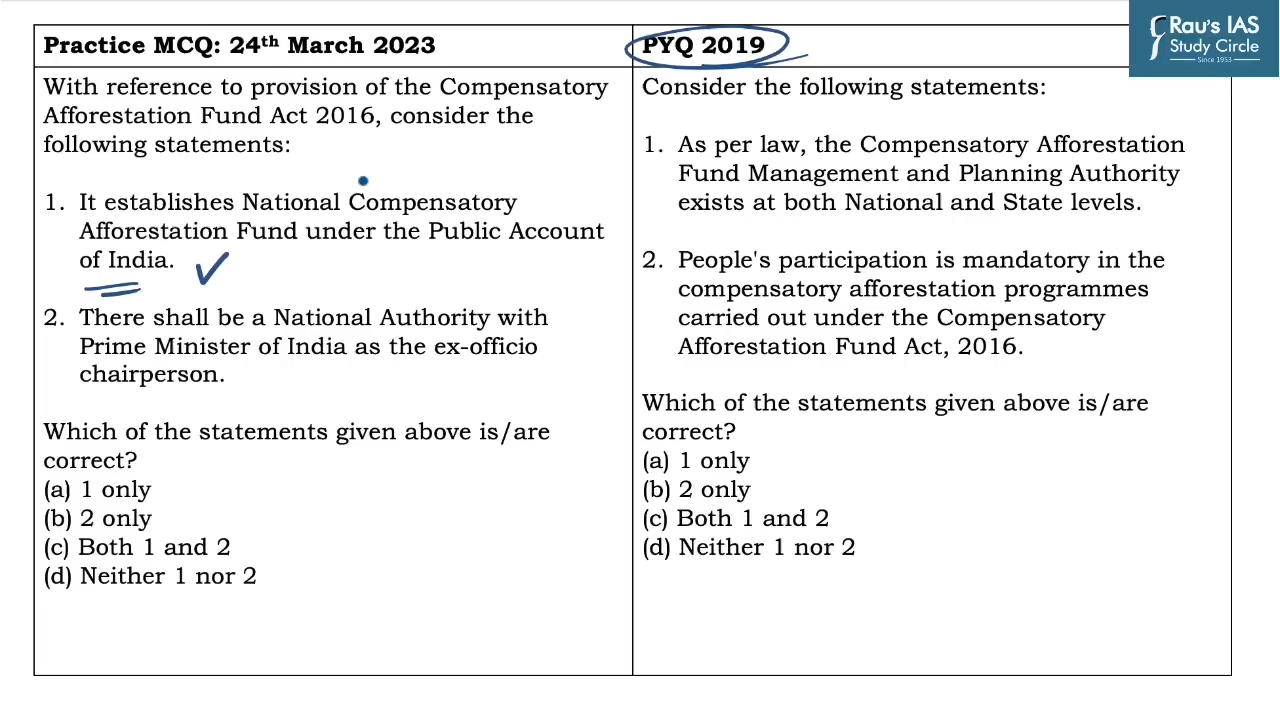 Rau's IAS
Study Circle
Since 1953
Practice MCQ: 24th March 2023
With reference to provision of the Compensatory
Afforestation Fund Act 2016, consider the
following statements:
1. It establishes National Compensatory
Afforestation Fund under the Public Account
of India.
2. There shall be a National Authority with
Prime Minister of India as the ex-officio
chairperson.
Which of the statements given above is/are
correct?
(a) 1 only
(b) 2 only
(c) Both 1 and 2
(d) Neither 1 nor 2
PYQ 2019
Consider the following statements:
1. As per law, the Compensatory Afforestation
Fund Management and Planning Authority
exists at both National and State levels.
2. People's participation is mandatory in the
compensatory afforestation programmes
carried out under the Compensatory
Afforestation Fund Act, 2016.
Which of the statements given above is/are
correct?
(a) 1 only
(b) 2 only
(c) Both 1 and 2
(d) Neither 1 nor 2